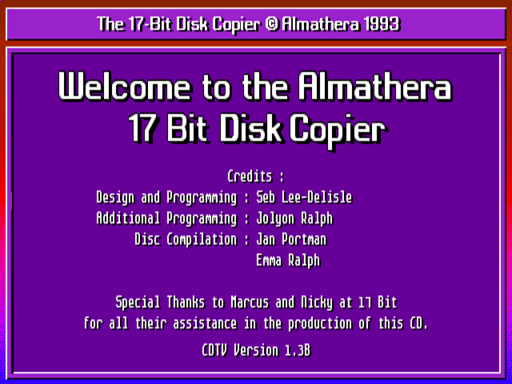 The 17-Bit Disk Copier © Almathera 1993
Welcome to the Almathera
17 Bit Disk Copier
Credits :
Design and Programming : Seb Lee-Delisle
Additional Programming : Jolyon Ralph
Disc Compilation : Jan Portman
Emma Ralph
Special Thanks to Marcus and Nicky at 17 Bit
for all their assistance in the production of this CD.
CDTV Version 1.3B